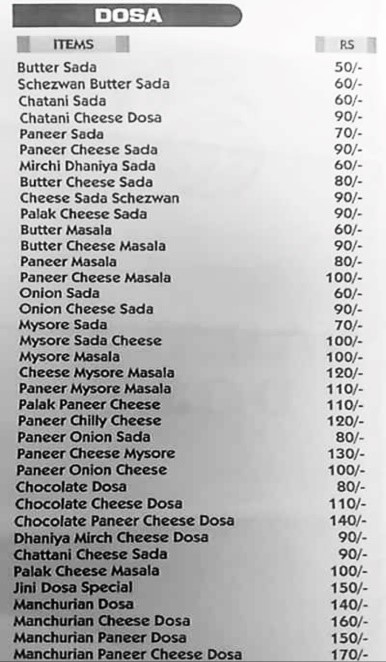 DOSA
ITEMS RS
Butter Sada 50/-
Schezwan Butter Sada 60/-
Chatani Sada 60/-
Chatani Cheese Dosa 90/-
Paneer Sada 70/-
Paneer Cheese Sada 90/-
Mirchi Dhaniya Sada 60/-
Butter Cheese Sada 80/-
Cheese Sada Schezwan 90/-
Palak Cheese Sada 90/-
Butter Masala 60/-
Butter Cheese Masala 90/-
Paneer Masala 80/-
Paneer Cheese Masala 100/-
Onion Sada 60/-
Onion Cheese Sada 90/-
Mysore Sada 70/-
Mysore Sada Cheese 100/-
Mysore Masala 100/-
Cheese Mysore Masala 120/-
Paneer Mysore Masala 110/-
Palak Paneer Cheese 110/-
Paneer Chilly Cheese 120/-
Paneer Onion Sada 80/-
Paneer Cheese Mysore 130/-
Paneer Onion Cheese 100/-
Chocolate Dosa 80/-
Chocolate Cheese Dosa 110/-
Chocolate Paneer Cheese Dosa 140/-
Dhaniya Mirch Cheese Dosa 90/-
Chattani Cheese Sada 90/-
Palak Cheese Masala 100/-
Jini Dosa Special 150/-
Manchurian Dosa 140/-
Manchurian Cheese Dosa 160/-
Manchurian Paneer Dosa 150/-
Manchurian Paneer Cheese Dosa 170/-